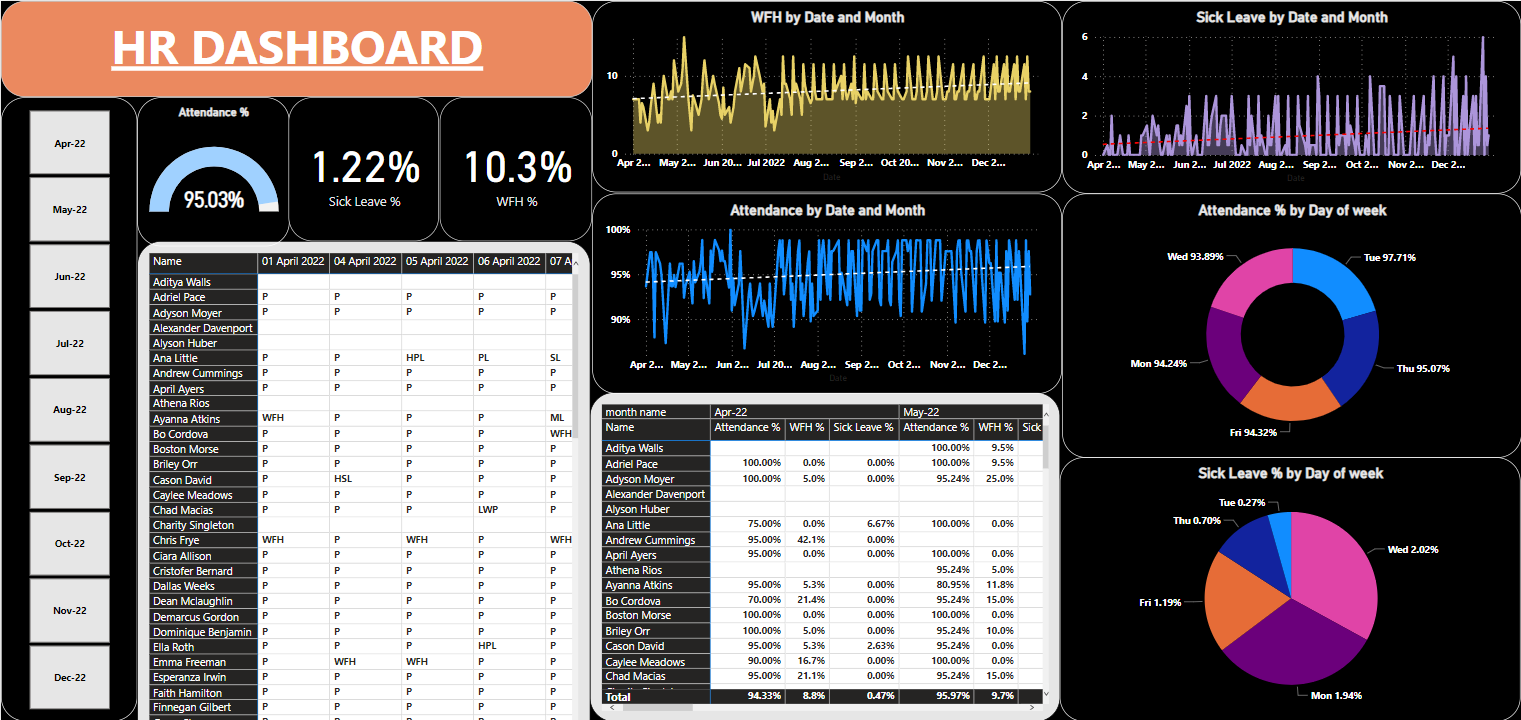 HR DASHBOARD
Apr-22
May-22
Jun-22
Jul-22
Aug-22
Sep-22
Oct-22
Nov-22
Dec-22
Attendance %
95.03%
1.22%
Sick Leave %
10.3%
WFH %
Name 01 April 2022 04 April 2022 05 April 2022 06 April 2022 07 A
Aditya Walls
Adriel Pace P P P P P
Adyson Moyer P P P P P
Alexander Davenport
Alyson Huber
Ana Little P P HPL PL SL
Andrew Cummings P P P P P
April Ayers P P P P P
Athena Rios
Ayanna Atkins WFH P P P ML
Bo Cordova P P P P WFH
Boston Morse P P P P P
Briley Orr P P P P P
Cason David P HSL P P P
Caylee Meadows P P P P P
Chad Macias P P P LWP P
Charity Singleton
Chris Frye WFH P WFH P WFH
Ciara Allison P P P P P
Cristofer Bernard P P P P P
Dallas Weeks P P P P P
Dean Mclaughlin P P P P P
Demarcus Gordon P P P P P
Dominique Benjamin P P P P P
Ella Roth P P P HPL P
Emma Freeman P WFH WFH P P
Esperanza Irwin P P P P P
Faith Hamilton P P P P P
Finnegan Gilbert P P P P P
WFH by Date and Month
10
0
Apr 2... May 2... Jun 20... Jul 2022 Aug 2... Sep 2... Oct 20... Nov 2... Dec 2...
Date
Sick Leave by Date and Month
6
4
2
0
Apr 2... May 2... Jun 2... Jul 2022 Aug 2... Sep 2... Oct 2... Nov 2... Dec 2...
Date
Attendance by Date and Month
100%
95%
90%
Apr 2... May 2... Jun 2... Jul 20... Aug 2... Sep 2... Oct 2... Nov 2... Dec 2...
Date
Attendance % by Day of week
Wed 93.89%
Tue 97.71%
Mon 94.24%
Thu 95.07%
Fri 94.32%
month name Apr-22 May-22
Name Attendance % WFH % Sick Leave % Attendance % WFH % Sick
Aditya Walls 100.00% 9.5%
Adriel Pace 100.00% 0.0% 0.00% 100.00% 9.5%
Adyson Moyer 100.00% 5.0% 0.00% 95.24% 25.0%
Alexander Davenport
Alyson Huber
Ana Little 75.00% 0.0% 6.67% 100.00% 0.0%
Andrew Cummings 95.00% 42.1% 0.00%
April Ayers 95.00% 0.0% 0.00% 100.00% 0.0%
Athena Rios 95.24% 5.0%
Ayanna Atkins 95.00% 5.3% 0.00% 80.95% 11.8%
Bo Cordova 70.00% 21.4% 0.00% 95.24% 15.0%
Boston Morse 100.00% 0.0% 0.00% 100.00% 0.0%
Briley Orr 100.00% 5.0% 0.00% 95.24% 10.0%
Cason David 95.00% 5.3% 2.63% 95.24% 0.0%
Caylee Meadows 90.00% 16.7% 0.00% 100.00% 0.0%
Chad Macias 95.00% 21.1% 0.00% 95.24% 15.0%
Total 94.33% 8.8% 0.47% 95.97% 9.7%
Sick Leave % by Day of week
Tue 0.27%
Thu 0.70%
Wed 2.02%
Fri 1.19%
Mon 1.94%